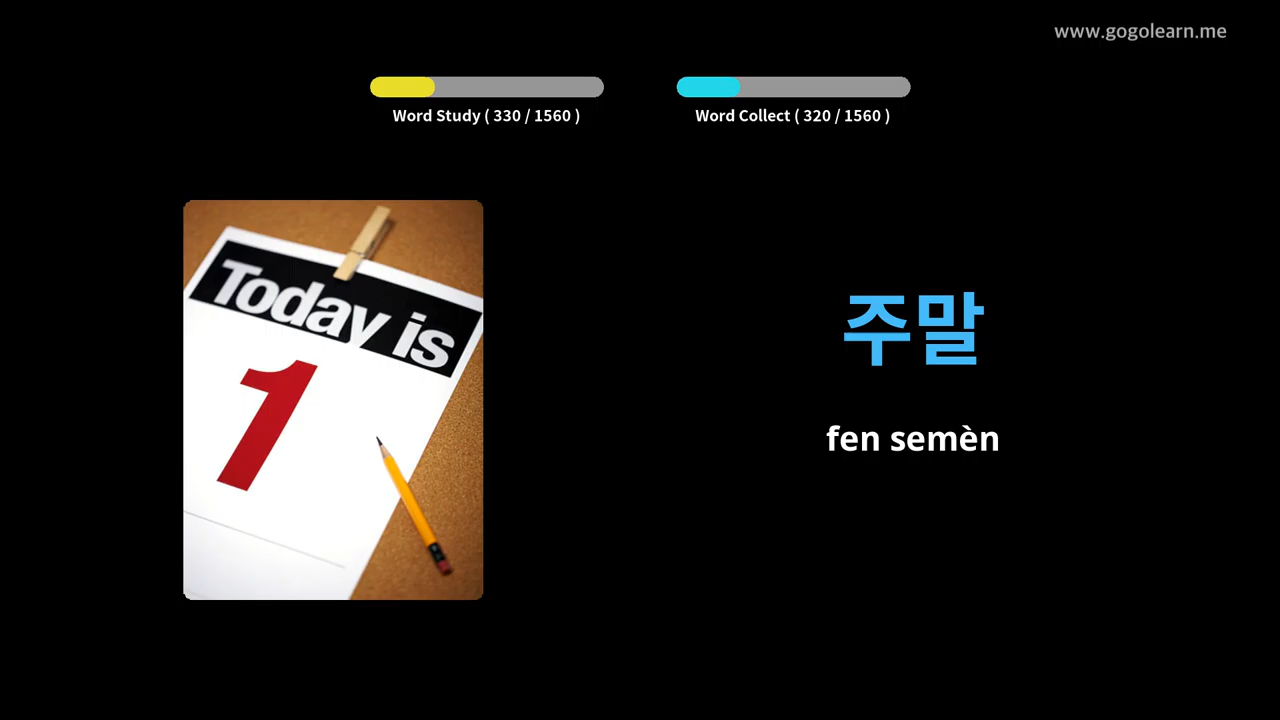 www.gogolearn.me
Word Study ( 330 / 1560 )
Word Collect ( 320 / 1560 )
Today is
1
주말
fen semèn